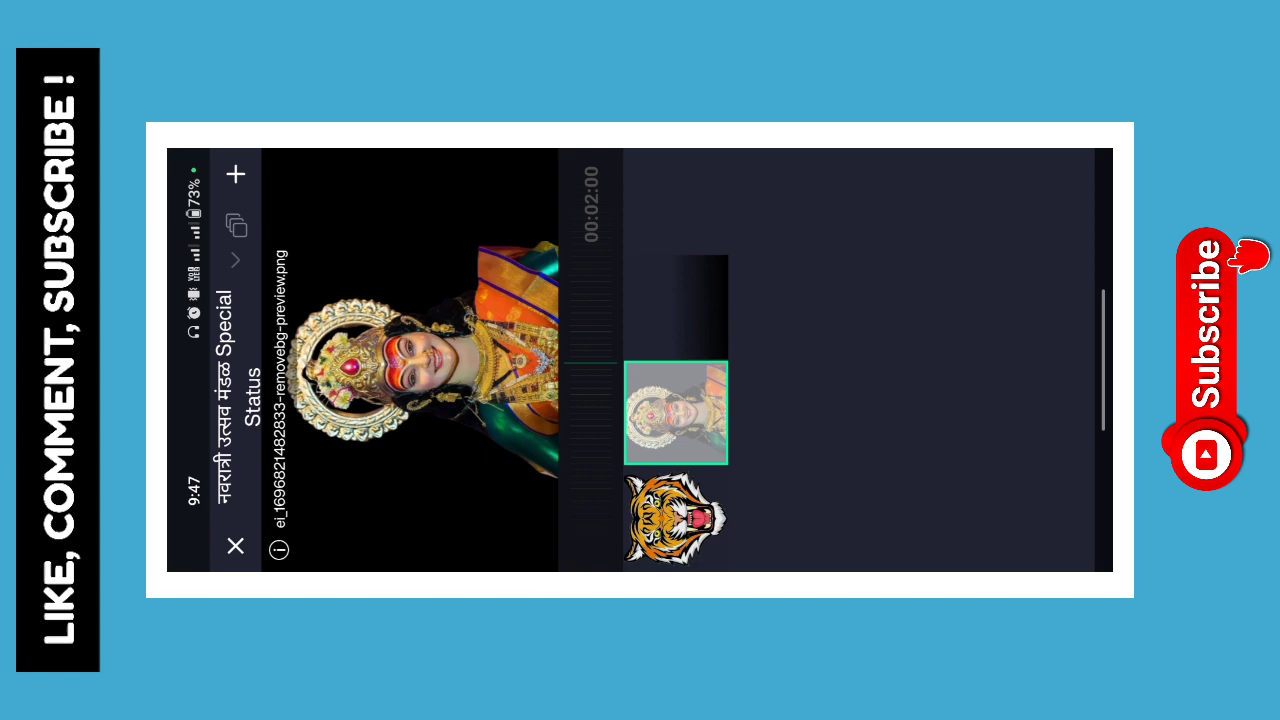 LIKE, COMMENT, SUBSCRIBE !
9:47
73%
नवरात्री उत्सव मंडळ Special
Status
ei_1696821482833-removebg-preview.png
00:02:00
Subscribe